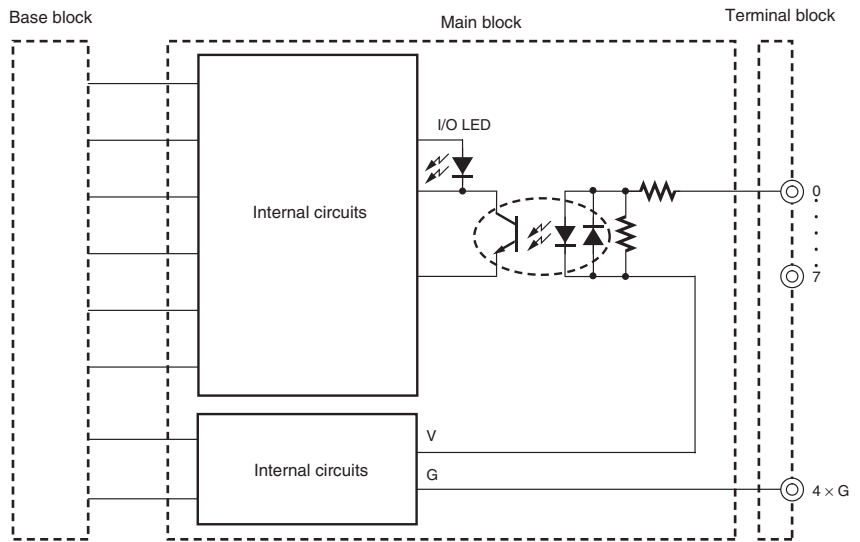 Base block
Main block
Terminal block
I/O LED
Internal circuits
0
7
Internal circuits
V
G
4 × G